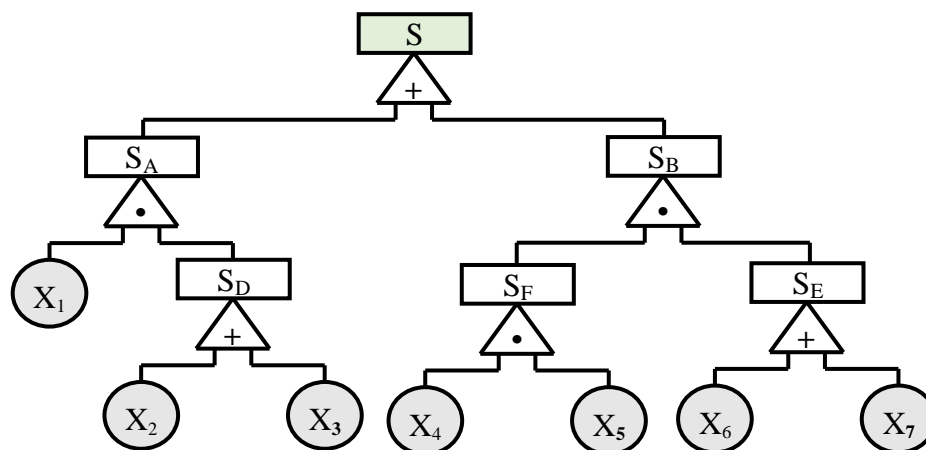 S
+
S_A
S_B
•
•
X_1
S_D
S_F
S_E
+
•
+
X_2
X_3
X_4
X_5
X_6
X_7